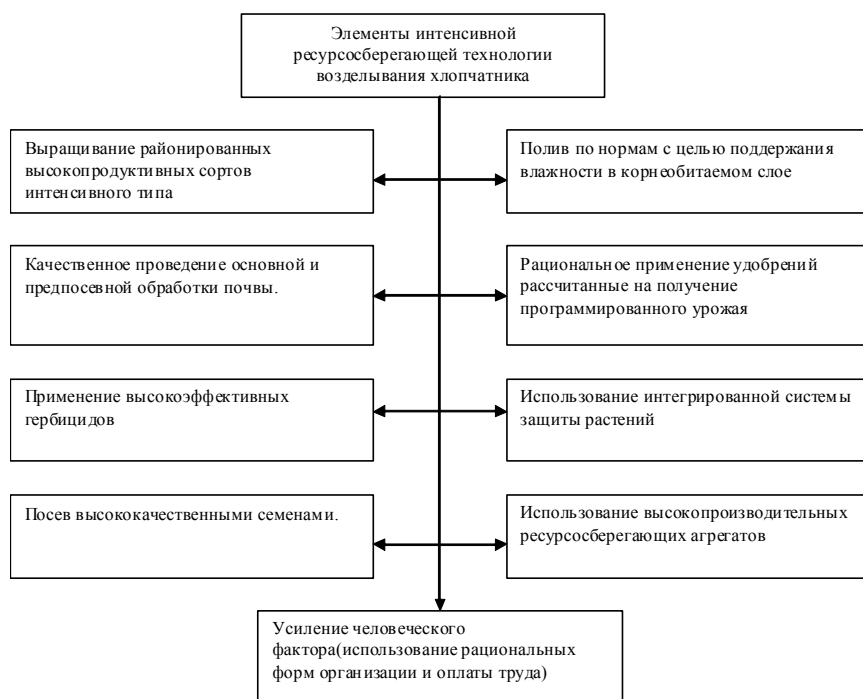 Элементы интенсивной
ресурсосберегающей технологии
возделывания хлопчатника
Выращивание районированных
высокопродуктивных сортов
интенсивного типа
Полив по нормам с целью поддержания
влажности в корнеобитаемом слое
Качественное проведение основной и
предпосевной обработки почвы.
Рациональное применение удобрений
рассчитанные на получение
программированного урожая
Применение высокоэффективных
гербицидов
Использование интегрированной системы
защиты растений
Посев высококачественными семенами.
Использование высокопроизводительных
ресурсосберегающих агрегатов
Усиление человеческого
фактора(использование рациональных
форм организации и оплаты труда)